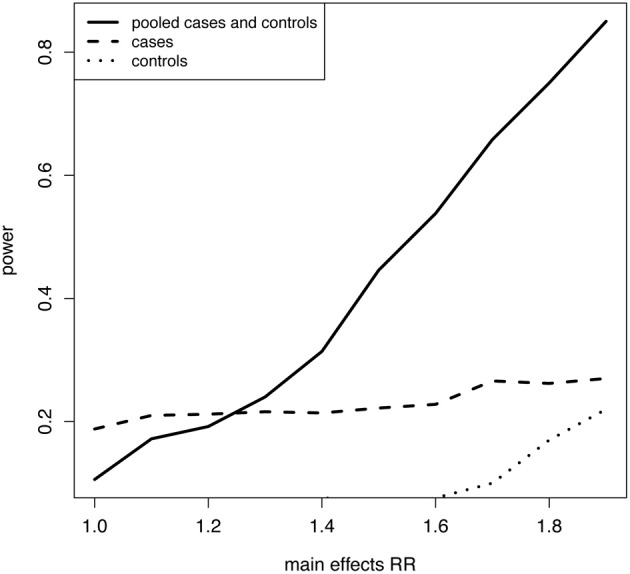 pooled cases and controls
cases
controls
0.8
0.6
0.4
0.2
power
1.0 1.2 1.4 1.6 1.8
main effects RR